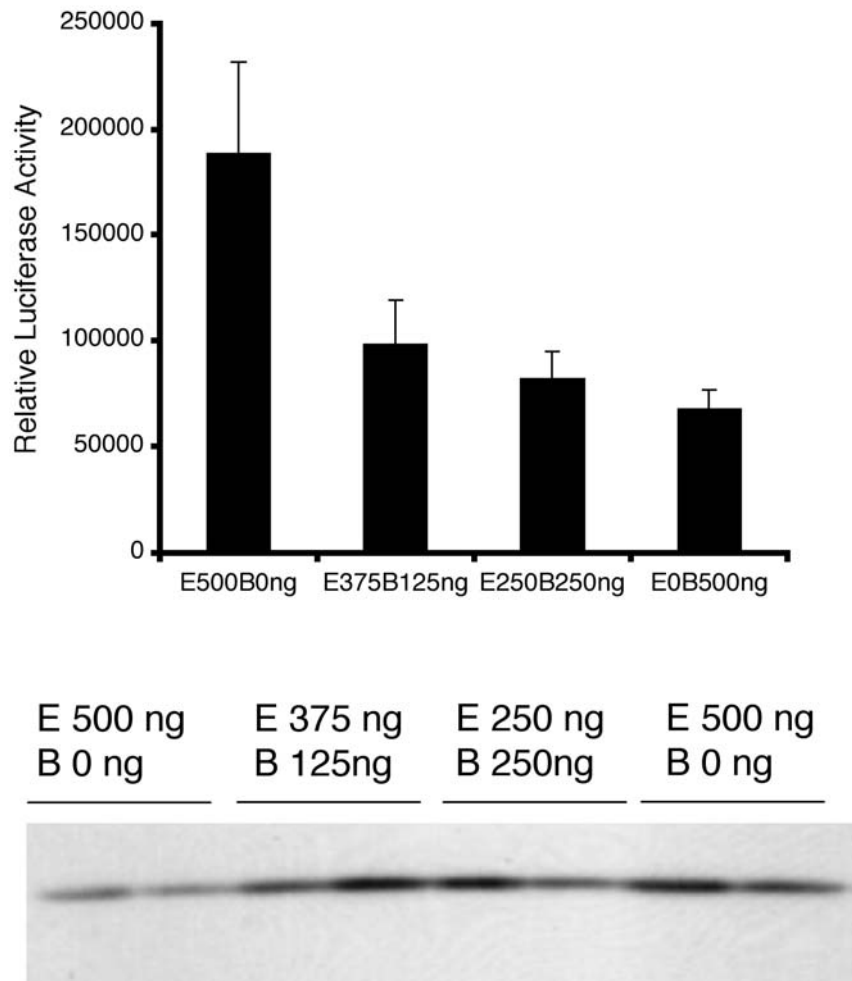 Relative Luciferase Activity
250000
200000
150000
100000
50000
0
E500B0ng E375B125ng E250B250ng E0B500ng
E 500 ng E 375 ng E 250 ng E 500 ng
B 0 ng B 125ng B 250ng B 0 ng